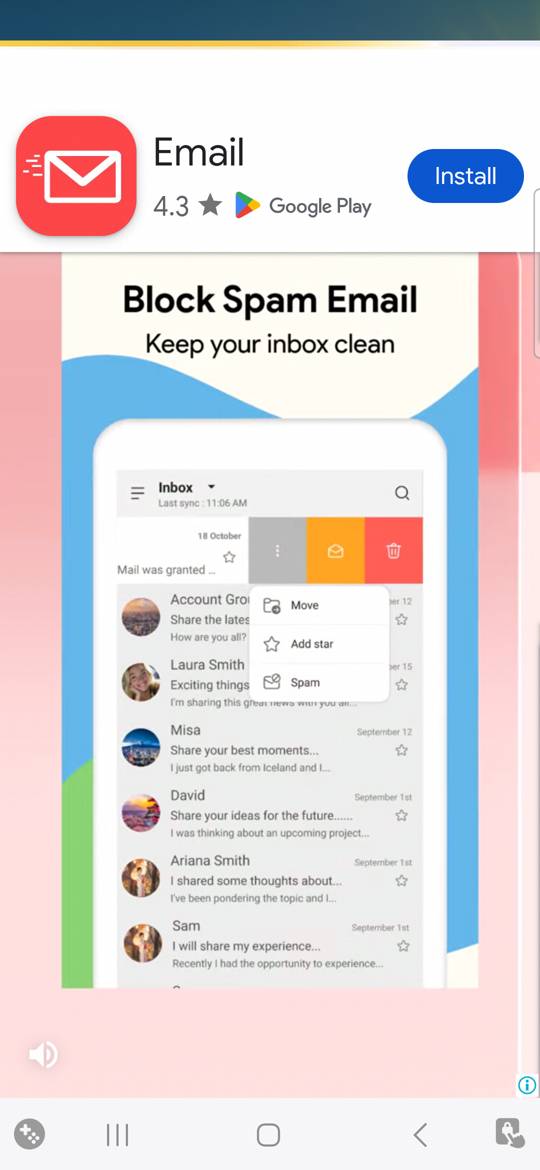 Email
4.3
Google Play
Install
Block Spam Email
Keep your inbox clean
Inbox
Last sync : 11:06 AM
18 October
Mail was granted ...
Account
Share the lates
How are you all?
Move
Add star
Spam
Laura Smith
Exciting things
I'm sharing this great news with you all...
Misa
September 12
Share your best moments...
I just got back from Iceland and I...
David
September 1st
Share your ideas for the future......
I was thinking about an upcoming project...
Ariana Smith
September 1st
I shared some thoughts about...
I've been pondering the topic and I...
Sam
September 1st
I will share my experience...
Recently I had the opportunity to experience...